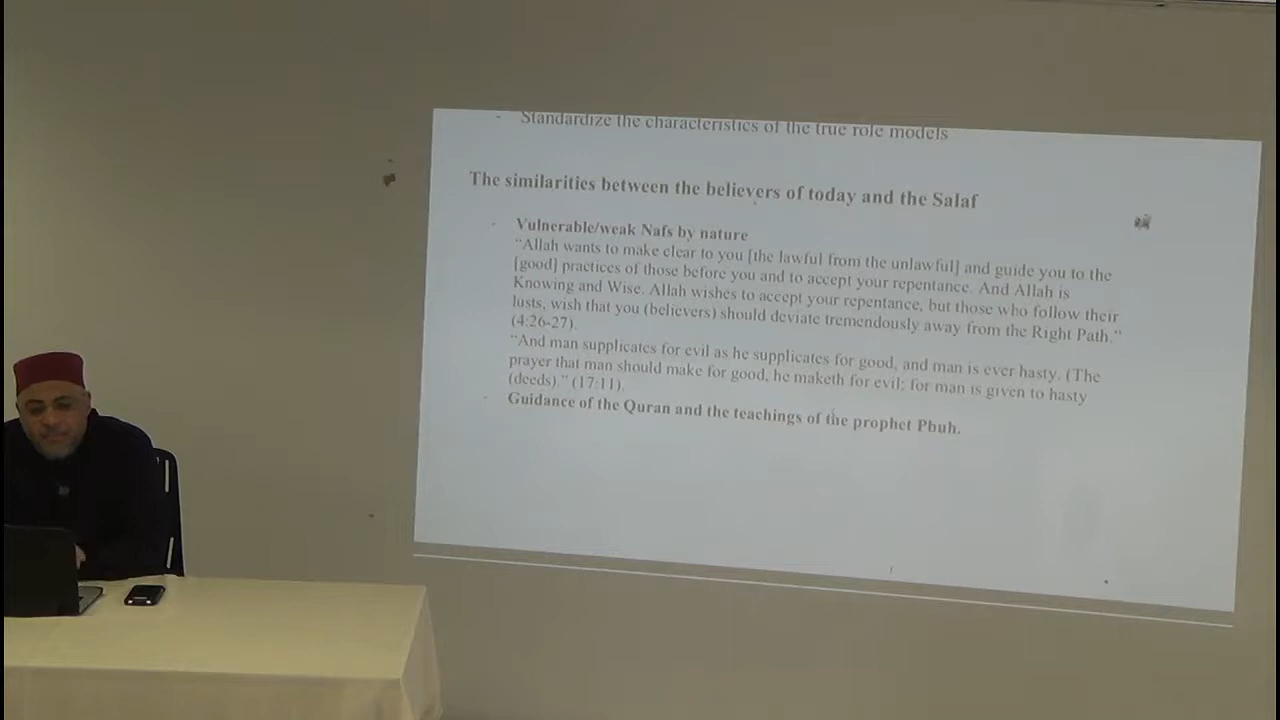 - Standardize the characteristics of the true role models
The similarities between the believers of today and the Salaf
- Vulnerable/weak Nafs by nature
"Allah wants to make clear to you [the lawful from the unlawful] and guide you to the
[good] practices of those before you and to accept your repentance. And Allah is
Knowing and Wise. Allah wishes to accept your repentance, but those who follow their
lusts, wish that you (believers) should deviate tremendously away from the Right Path."
(4:26-27).
"And man supplicates for evil as he supplicates for good, and man is ever hasty. (The
prayer that man should make for good, he maketh for evil; for man is given to hasty
(deeds)." (17:11).
- Guidance of the Quran and the teachings of the prophet Pbuh.